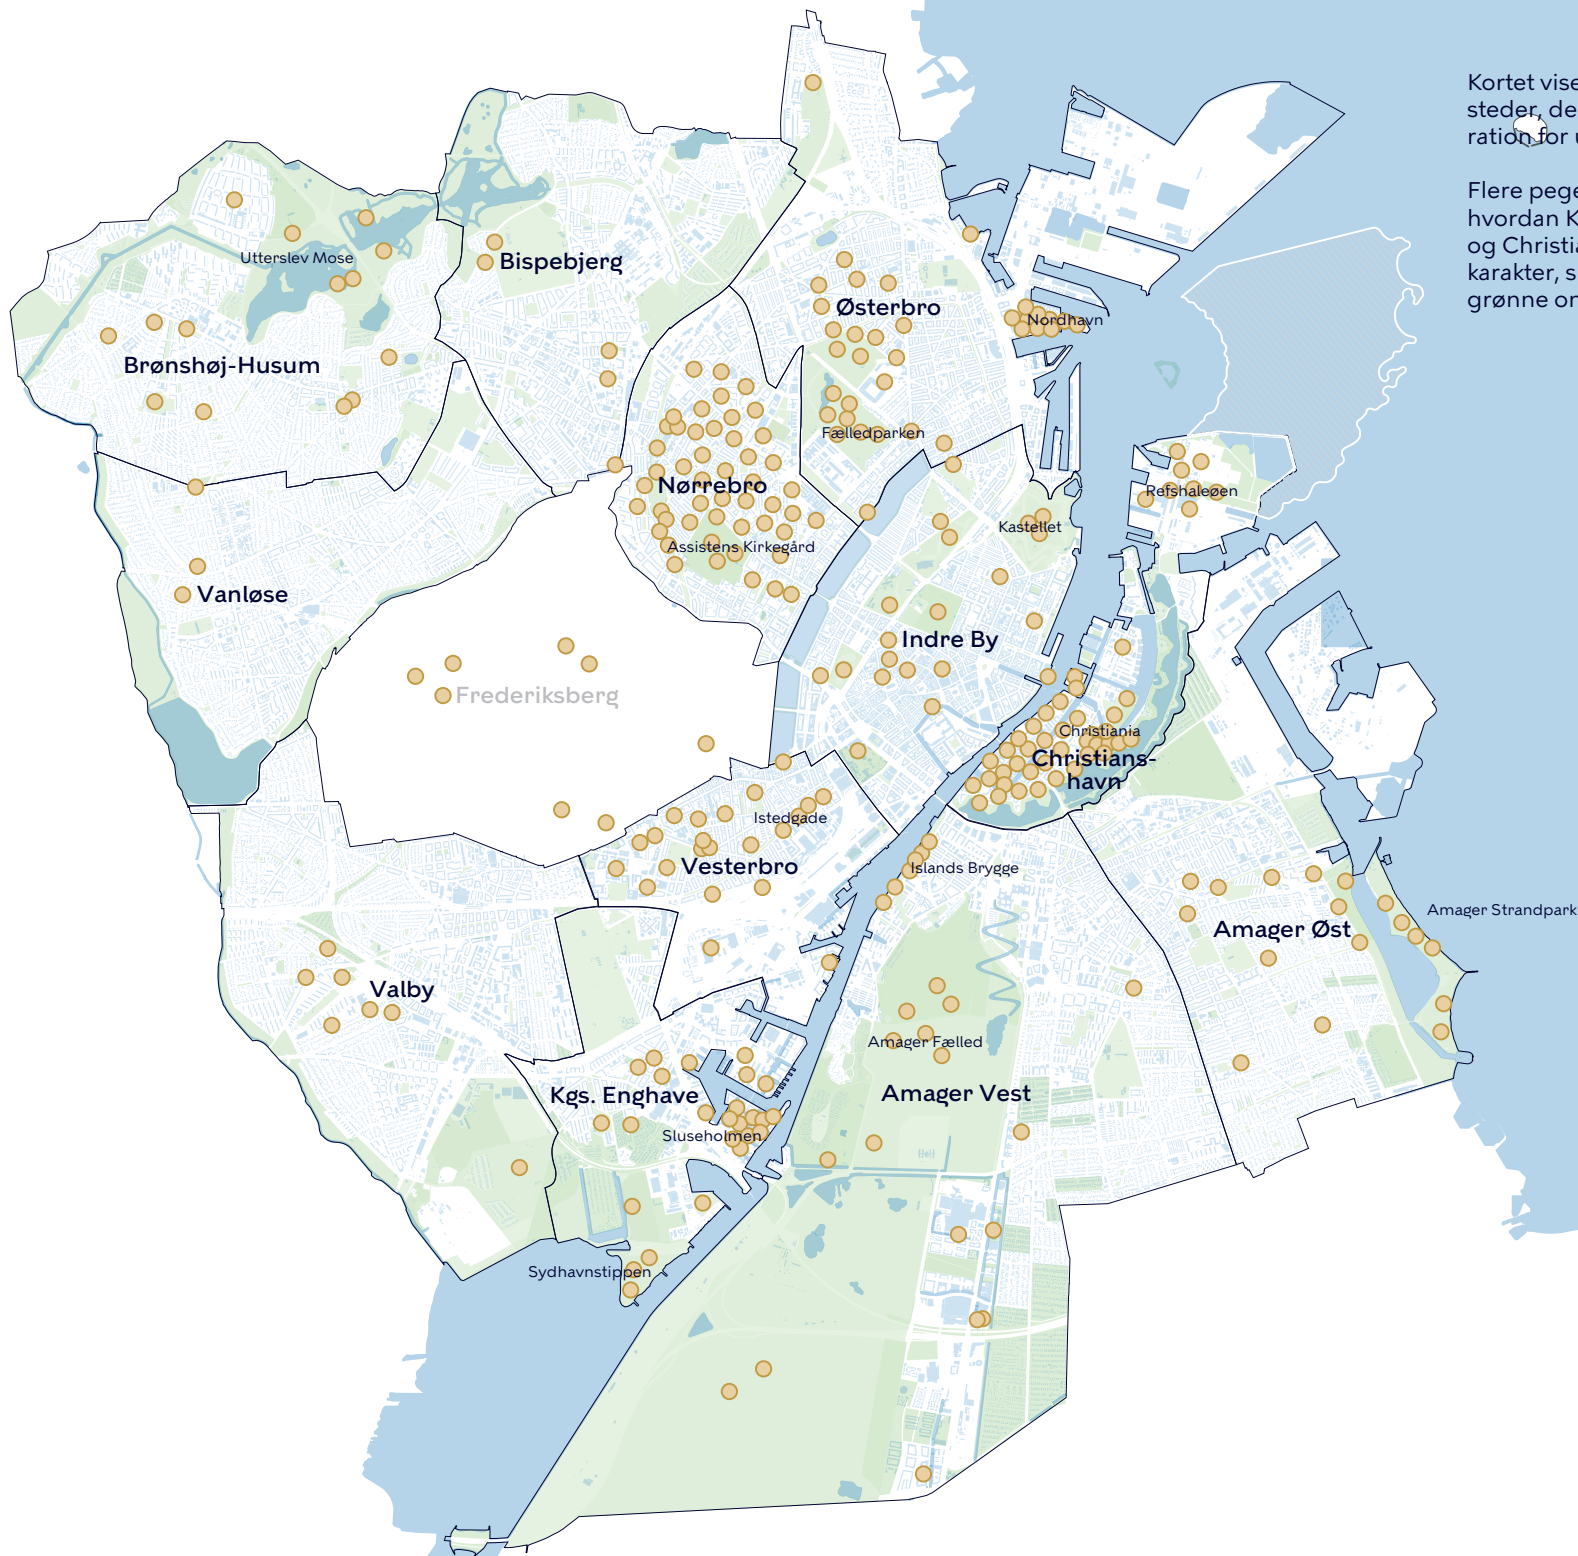 Kortet vise
steder, de
ration for u
Flere pege
hvordan K
og Christia
karakter, s
grønne on
Utterslev Mose
Bispebjerg
Østerbro
Nordhavn
Brønshøj-Husum
Fælledparken
Nørrebro
Refshaleøen
Kastellet
Assistens Kirkegård
Vanløse
Indre By
Frederiksberg
Christiania
Christians-
havn
Istedgade
Vesterbro
Islands Brygge
Amager Strandpark
Amager Øst
Valby
Amager Fælled
Kgs. Enghave
Amager Vest
Sluseholmen
Sydhavnstippen